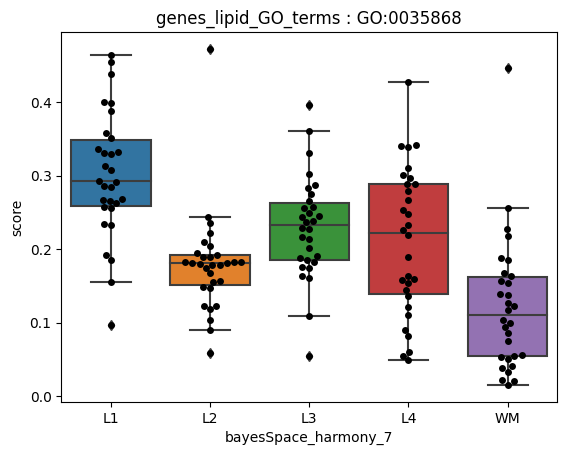 genes_lipid_GO_terms : GO:0035868
score
0.4
0.3
0.2
0.1
0.0
L1 L2 L3 L4 WM
bayesSpace_harmony_7